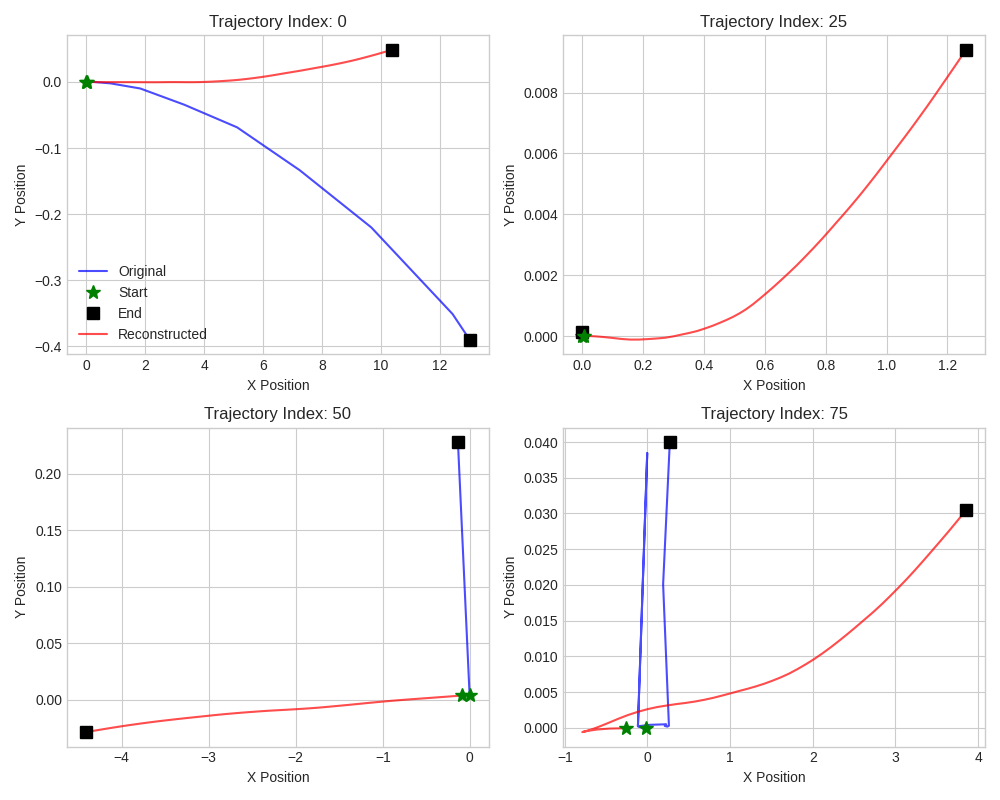 Trajectory Index: 0
Y Position
0.0
−0.1
−0.2
−0.3
−0.4
Original
Start
End
Reconstructed
0 2 4 6 8 10 12
X Position
Trajectory Index: 25
Y Position
0.008
0.006
0.004
0.002
0.000
0.0 0.2 0.4 0.6 0.8 1.0 1.2
X Position
Trajectory Index: 50
Y Position
0.20
0.15
0.10
0.05
0.00
−4 −3 −2 −1 0
X Position
Trajectory Index: 75
Y Position
0.040
0.035
0.030
0.025
0.020
0.015
0.010
0.005
0.000
−1 0 1 2 3 4
X Position